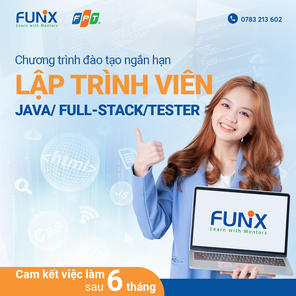 FUNiX
Learn with Mentors
FPT
0783 213 602
Chương trình đào tạo ngắn hạn
LẬP TRÌNH VIÊN
JAVA/ FULL-STACK/TESTER
<html>
FUNiX
Learn with Mentors
Cam kết việc làm
sau 6 tháng